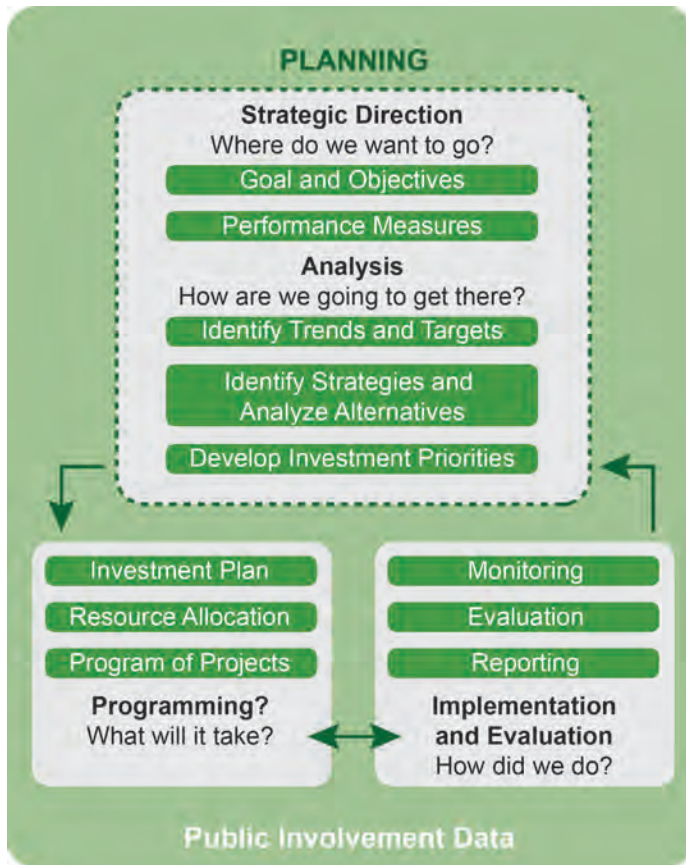 PLANNING
Strategic Direction
Where do we want to go?
Goal and Objectives
Performance Measures
Analysis
How are we going to get there?
Identify Trends and Targets
Identify Strategies and
Analyze Alternatives
Develop Investment Priorities
Investment Plan
Resource Allocation
Program of Projects
Programming?
What will it take?
Monitoring
Evaluation
Reporting
Implementation
and Evaluation
How did we do?
Public Involvement Data